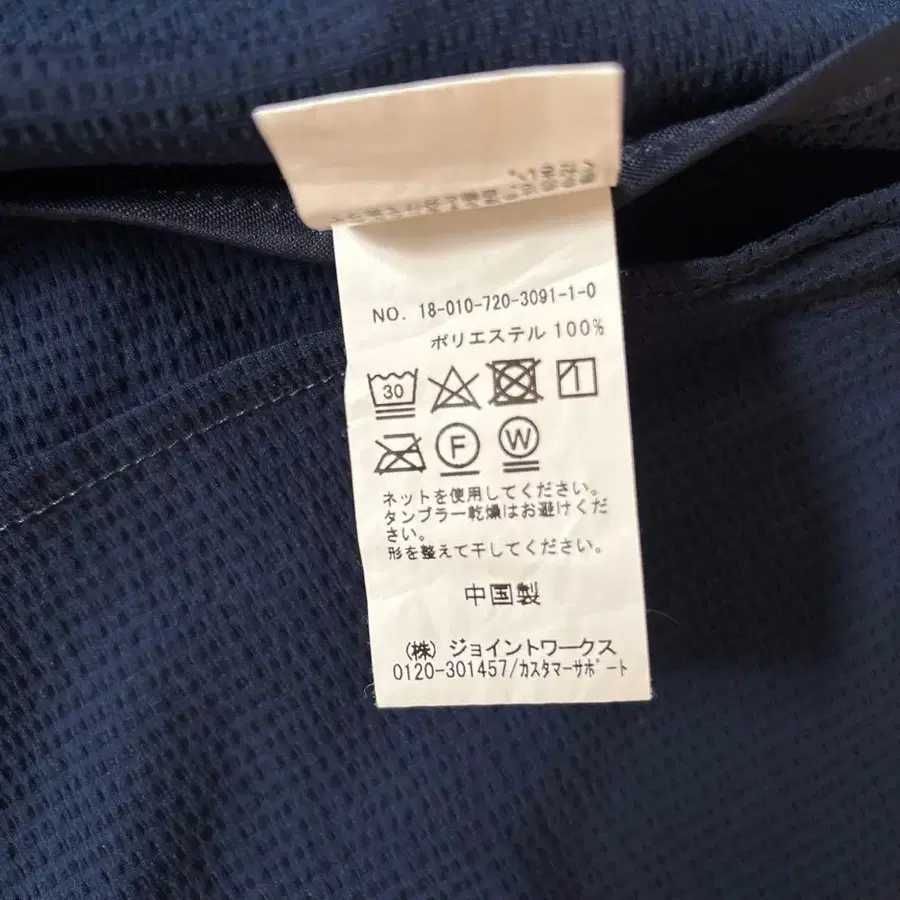 NO. 18-010-720-3091-1-0
ポリエステル 100%
30
F W
ネットを使用してください。
タンブラー乾燥はお避けくだ
さい。
形を整えて干してください。
中国製
(株) ジョイントワークス
0120-301457/カスタマーサポート